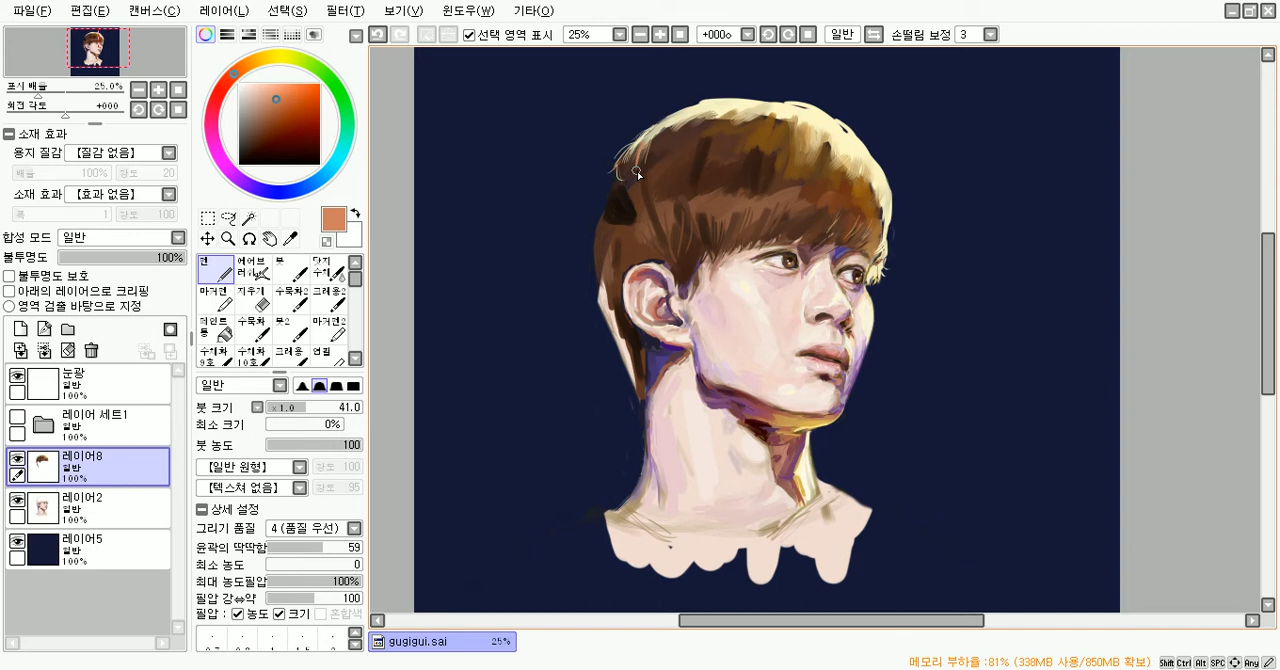 파일(F) 편집(E) 캔버스(C) 레이어(L) 선택(S) 필터(T) 보기(V) 윈도우(W) 기타(O)
선택 영역 표시 25% +000◇ 일반 손떨림 보정 3
표시 배율 25.0%
회전 각도 +000
소재 효과
용지 질감 【질감 없음】
배율 100% 강도 20
소재 효과 【효과 없음】
폭 1 강도 100
합성 모드 일반
불투명도 100%
불투명도 보호
아래의 레이어으로 크리핑
영역 검출 바탕으로 지정
눈광
일반
100%
레이어 세트1
일반
100%
레이어8
일반
100%
레이어2
일반
100%
레이어5
일반
100%
펜 에어브러쉬 붓
마커펜 지우개 수묵화2 크레용2
페인트통 수묵화 붓2 마커펜2
수채화9호 수채화10호 크레용 연필
일반
붓 크기 x 1.0 41.0
최소 크기 0%
붓 농도 100
【일반 원형】 강도 100
【텍스쳐 없음】 강도 95
상세 설정
그리기 품질 4 (품질 우선)
윤곽의 딱딱함 59
최소 농도 0
최대 농도필압 100%
필압 강⇔약 100
필압 : 농도 크기 혼합색
gugigui.sai 25%
메모리 부하율 :81% (338MB 사용/850MB 확보) Shift Ctrl Alt SPC Any